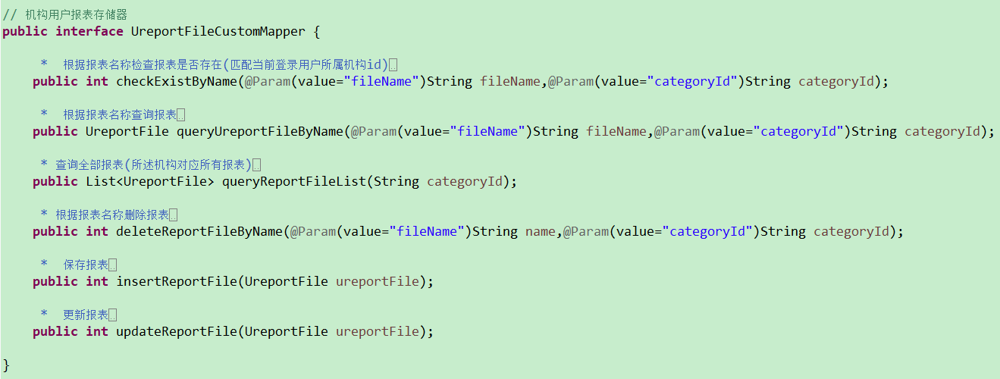 // 机构用户报表存储器
public interface UreportFileCustomMapper {
* 根据报表名称检查报表是否存在(匹配当前登录用户所属机构id)..
public int checkExistByName(@Param(value="fileName")String fileName,@Param(value="categoryId")String categoryId);
* 根据报表名称查询报表..
public UreportFile queryUreportFileByName(@Param(value="fileName")String fileName,@Param(value="categoryId")String categoryId);
* 查询全部报表(所述机构对应所有报表)..
public List<UreportFile> queryReportFileList(String categoryId);
* 根据报表名称删除报表..
public int deleteReportFileByName(@Param(value="fileName")String name,@Param(value="categoryId")String categoryId);
* 保存报表..
public int insertReportFile(UreportFile ureportFile);
* 更新报表..
public int updateReportFile(UreportFile ureportFile);
}